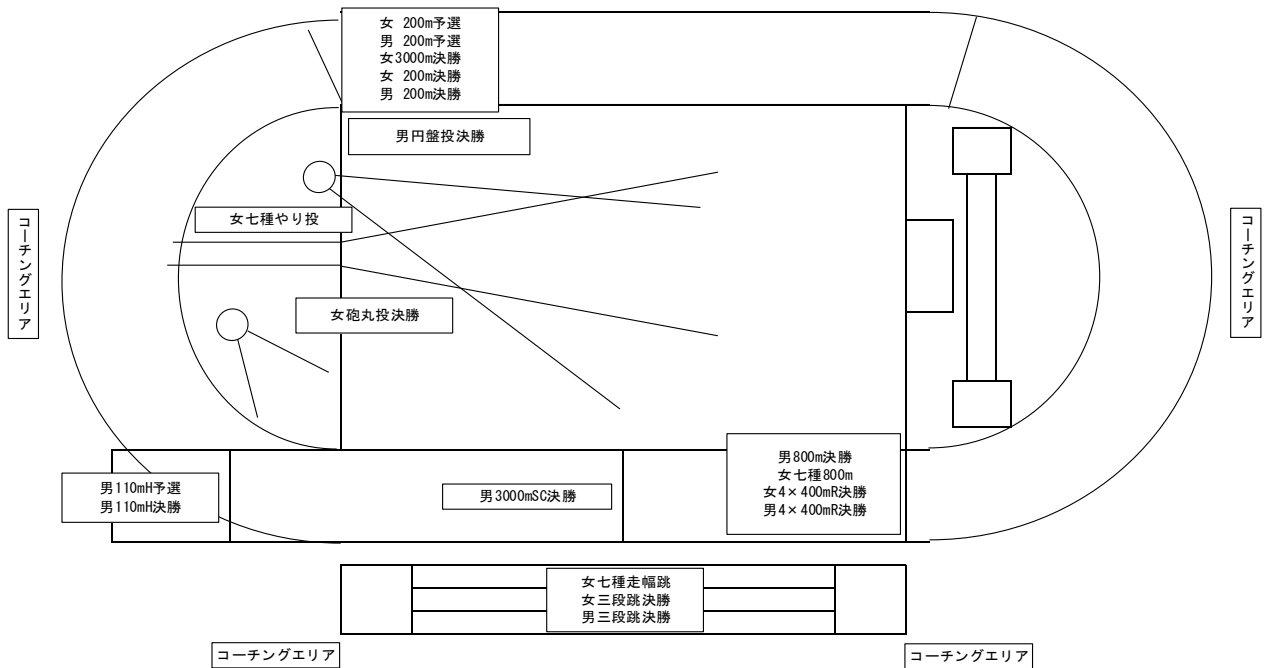 女 200m予選
男 200m予選
女3000m決勝
女 200m決勝
男 200m決勝
男円盤投決勝
女七種やり投
コーチングエリア
コーチングエリア
女砲丸投決勝
男800m決勝
女七種800m
女4×400mR決勝
男4×400mR決勝
男110mH予選
男110mH決勝
男3000mSC決勝
女七種走幅跳
女三段跳決勝
男三段跳決勝
コーチングエリア
コーチングエリア